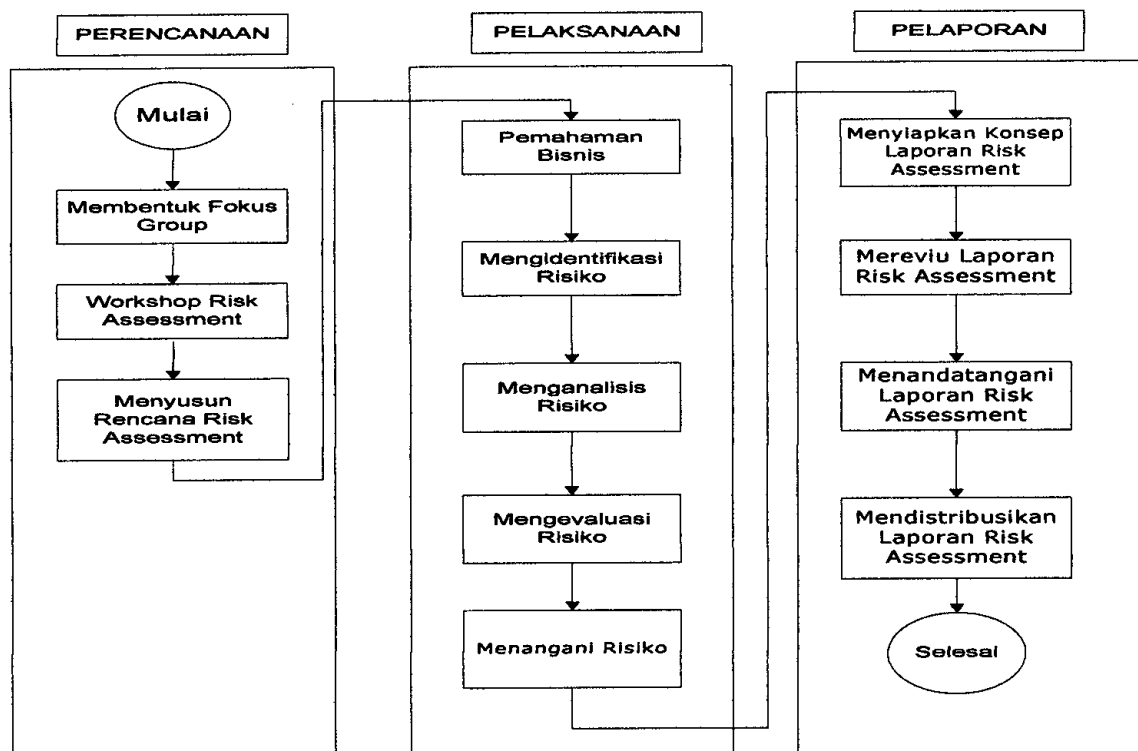 PERENCANAAN
Mulai
Membentuk Fokus
Group
Workshop Risk
Assessment
Menyusun
Rencana Risk
Assessment
PELAKSANAAN
Pemahaman
Bisnis
Mengidentifikasi
Risiko
Menganalisis
Risiko
Mengevaluasi
Risiko
Menangani Risiko
PELAPORAN
Menyiapkan Konsep
Laporan Risk
Assessment
Mereviu Laporan
Risk Assessment
Menandatangani
Laporan Risk
Assessment
Mendistribusikan
Laporan Risk
Assessment
Selesai